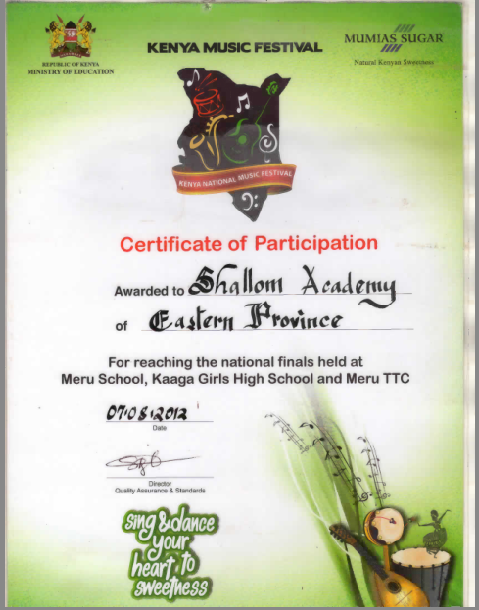 REPUBLIC OF KENYA
MINISTRY OF EDUCATION
KENYA MUSIC FESTIVAL
MUMIAS SUGAR
Natural Kenyan Sweetness
KENYA NATIONAL MUSIC FESTIVAL
Certificate of Participation
Awarded to Shallom Academy
of Eastern Province
For reaching the national finals held at
Meru School, Kaaga Girls High School and Meru TTC
07.08.2012
Date
Director
Quality Assurance & Standards
sing & dance
your
heart to
sweetness